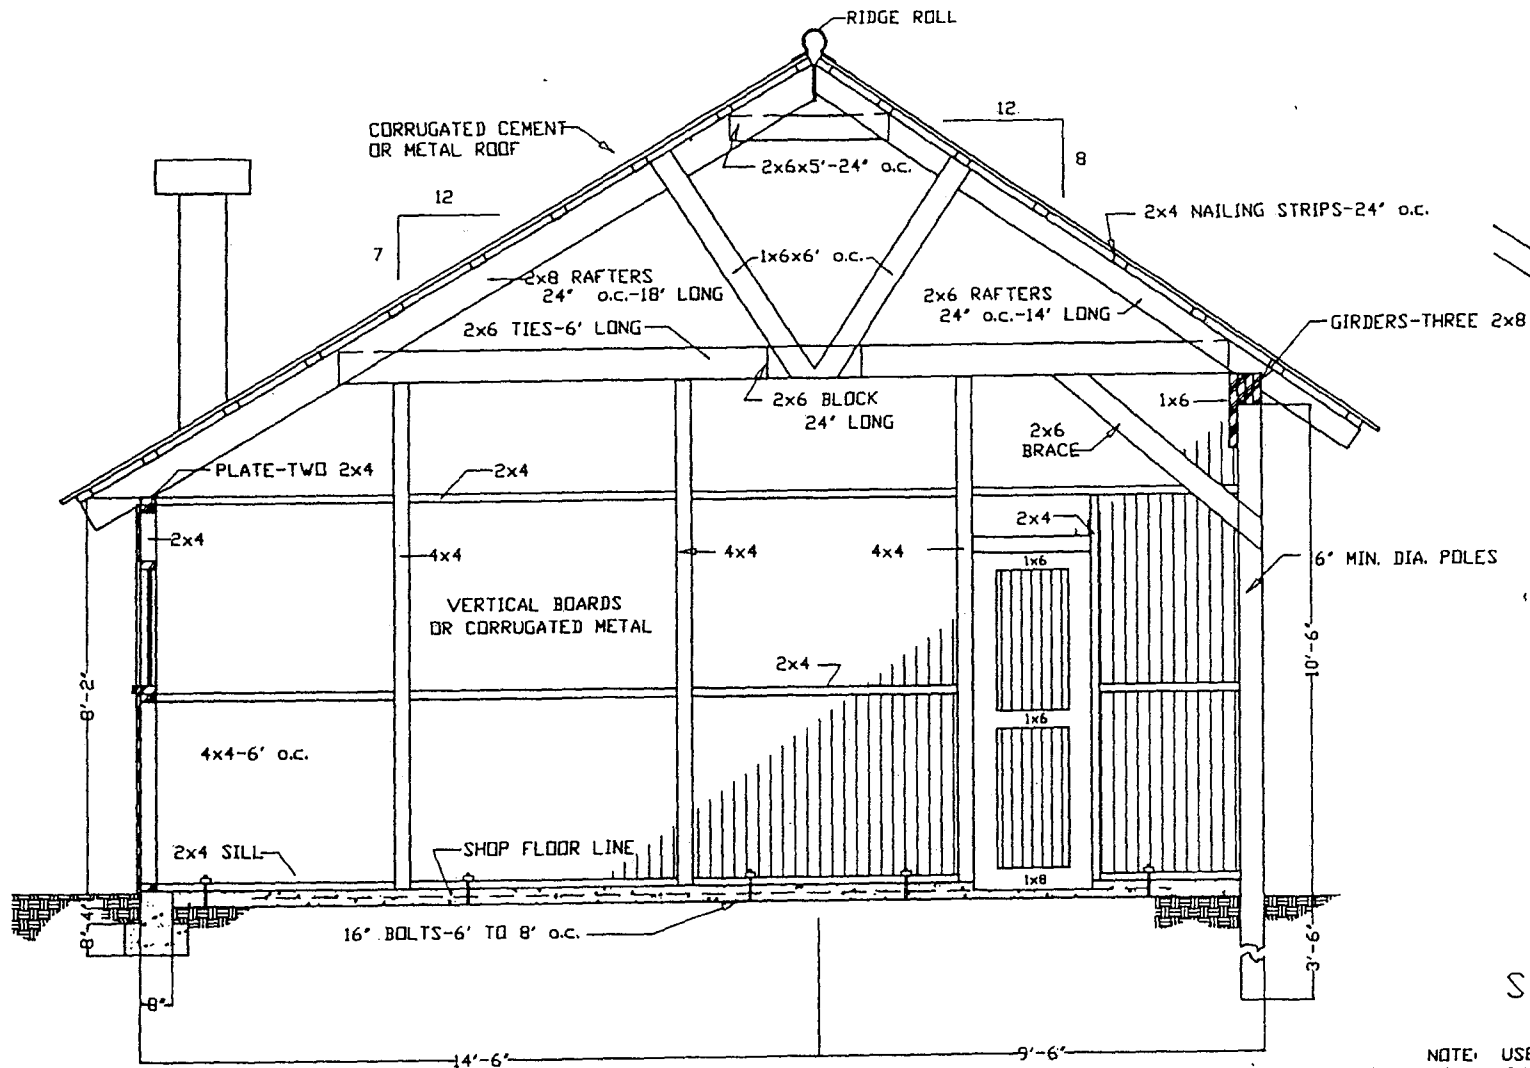 RIDGE ROLL
12
8
CORRUGATED CEMENT
OR METAL ROOF
2x6x5'-24" o.c.
12
7
2x4 NAILING STRIPS-24" o.c.
1x6x6' o.c.
2x8 RAFTERS
24" o.c.-18' LONG
2x6 RAFTERS
24" o.c.-14' LONG
GIRDERS-THREE 2x8
2x6 TIES-6' LONG
2x6 BLOCK
24" LONG
1x6
2x6
BRACE
PLATE-TWO 2x4
2x4
2x4
2x4
4x4
4x4
4x4
6" MIN. DIA. POLES
1x6
VERTICAL BOARDS
OR CORRUGATED METAL
8'-2"
10'-6"
2x4
1x6
4x4-6' o.c.
2x4 SILL
SHOP FLOOR LINE
1x8
4"
8"
16" BOLTS-6' TO 8' o.c.
3'-6"
8"
S
14'-6"
9'-6"
NOTE: USE